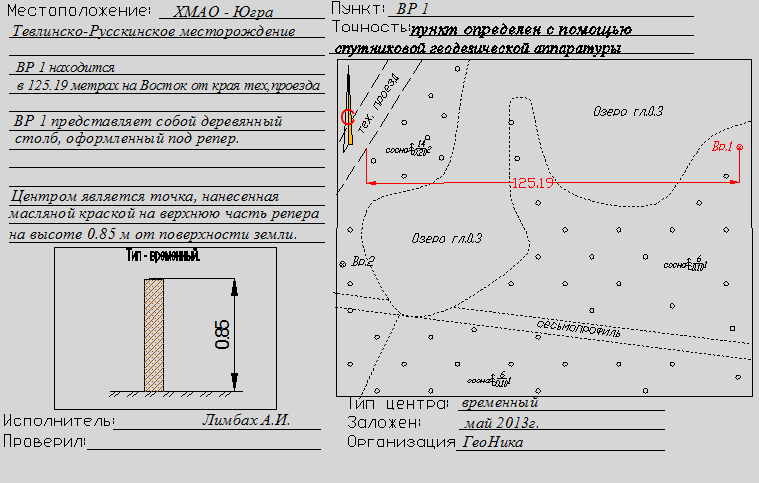 Местоположение: ХМАО - Югра
Тевлинско-Русскинское месторождение
ВР 1 находится
в 125.19 метрах на Восток от края тех,проезда
ВР 1 представляет собой деревянный
столб, оформленный под репер.
Центром является точка, нанесенная
масляной краской на верхнюю часть репера
на высоте 0.85 м от поверхности земли.
Тип - временный.
0.85
Исполнитель: Лимбах А.И.
Проверил:
Пункт: ВР 1
Точность: пункт определен с помощью
спутниковой геодезической аппаратуры
С
тех. проезд
Озеро гл.0.3
сосна
Вр.1
125.19
Озеро гл.0.3
Вр.2
сосна
сейсмопрофиль
сосна
Тип центра: временный
Заложен: май 2013г.
Организация ГеоНика